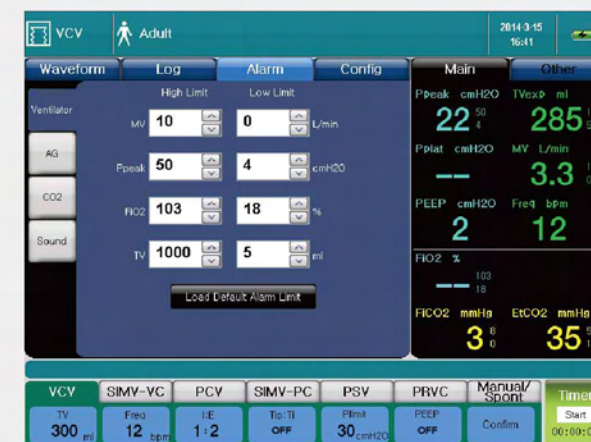 VCV Adult 2014-3-15
16:41
Waveform Log Alarm Config Main Other
High Limit Low Limit
Ventilator
AG
CO2
Sound
MV 10 0 L/min
Ppeak 50 4 cmH2O
FiO2 103 18 %
TV 1000 5 ml
Load Default Alarm Limit
Ppeak cmH2O TVexp ml
22 50 4 285
Pplat cmH2O MV L/min
-- 3.3
PEEP cmH2O Freq bpm
2 12
FiO2 %
-- 103 18
FiCO2 mmHg EtCO2 mmHg
3 8 0 35
VCV SIMV-VC PCV SIMV-PC PSV PRVC Manual/
Spont Timer
TV Freq I:E Tip:Ti Plimit PEEP Confirm Start
300 ml 12 bpm 1:2 OFF 30 cmH2O OFF 00:00:0